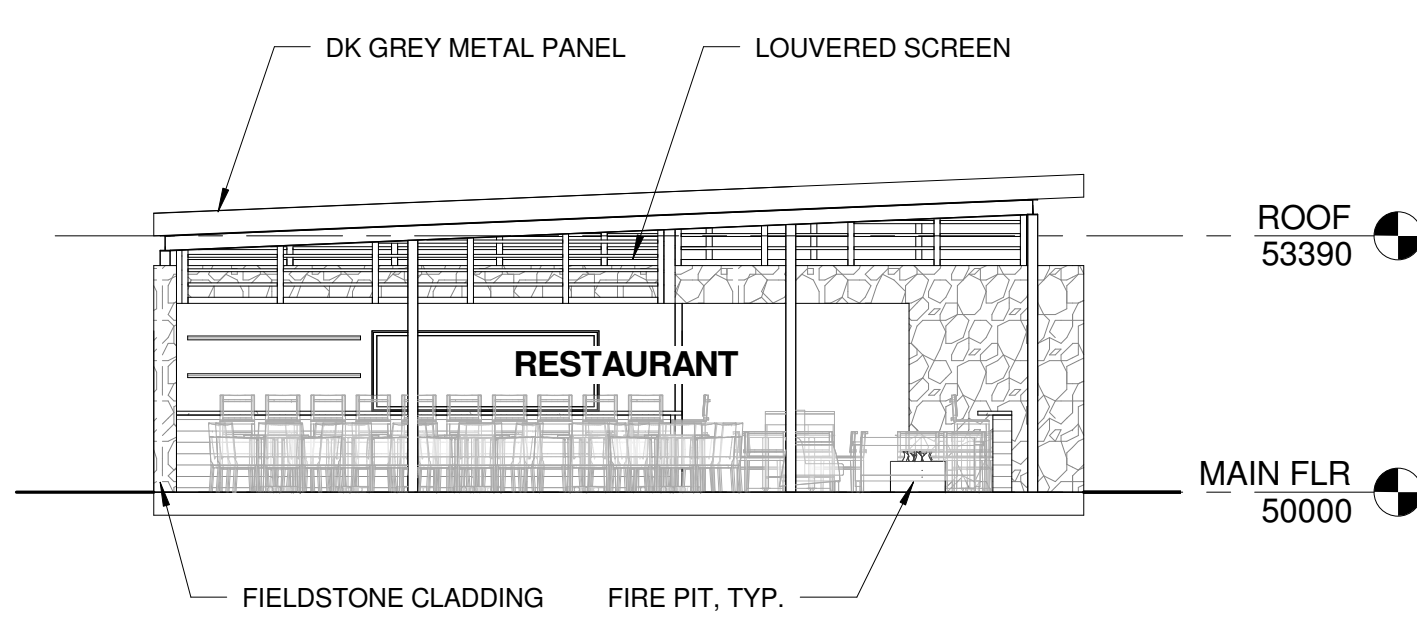 DK GREY METAL PANEL
LOUVERED SCREEN
ROOF
53390
RESTAURANT
MAIN FLR
50000
FIELDSTONE CLADDING
FIRE PIT, TYP.